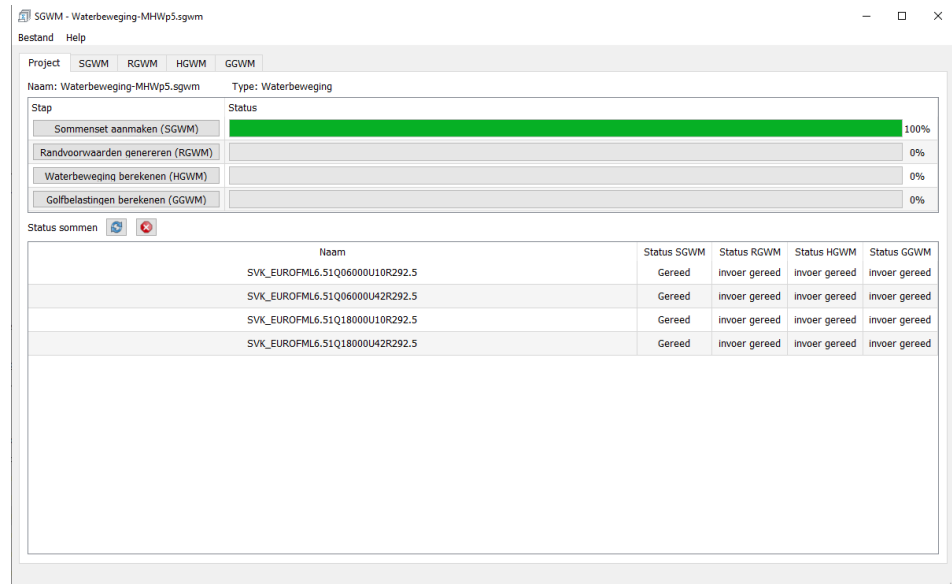 SGWM - Waterbeweging-MHWp5.sgwm
Bestand Help
Project SGWM RGWM HGWM GGWM
Naam: Waterbeweging-MHWp5.sgwm Type: Waterbeweging
Stap Status
Sommenset aanmaken (SGWM) 100%
Randvoorwaarden genereren (RGWM) 0%
Waterbeweging berekenen (HGWM) 0%
Golfbelastingen berekenen (GGWM) 0%
Status sommen
Naam Status SGWM Status RGWM Status HGWM Status GGWM
SVK_EUROFML6.51Q06000U10R292.5 Gereed invoer gereed invoer gereed invoer gereed
SVK_EUROFML6.51Q06000U42R292.5 Gereed invoer gereed invoer gereed invoer gereed
SVK_EUROFML6.51Q18000U10R292.5 Gereed invoer gereed invoer gereed invoer gereed
SVK_EUROFML6.51Q18000U42R292.5 Gereed invoer gereed invoer gereed invoer gereed